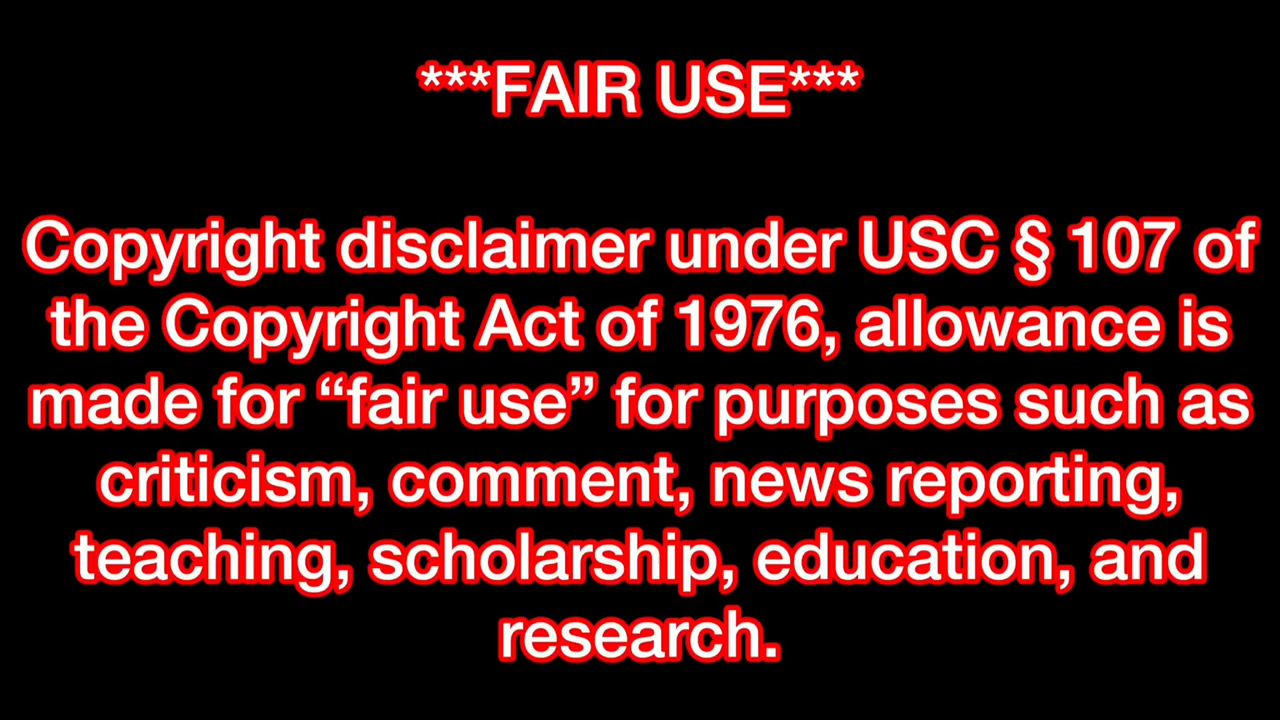 ***FAIR USE***
Copyright disclaimer under USC § 107 of
the Copyright Act of 1976, allowance is
made for “fair use” for purposes such as
criticism, comment, news reporting,
teaching, scholarship, education, and
research.